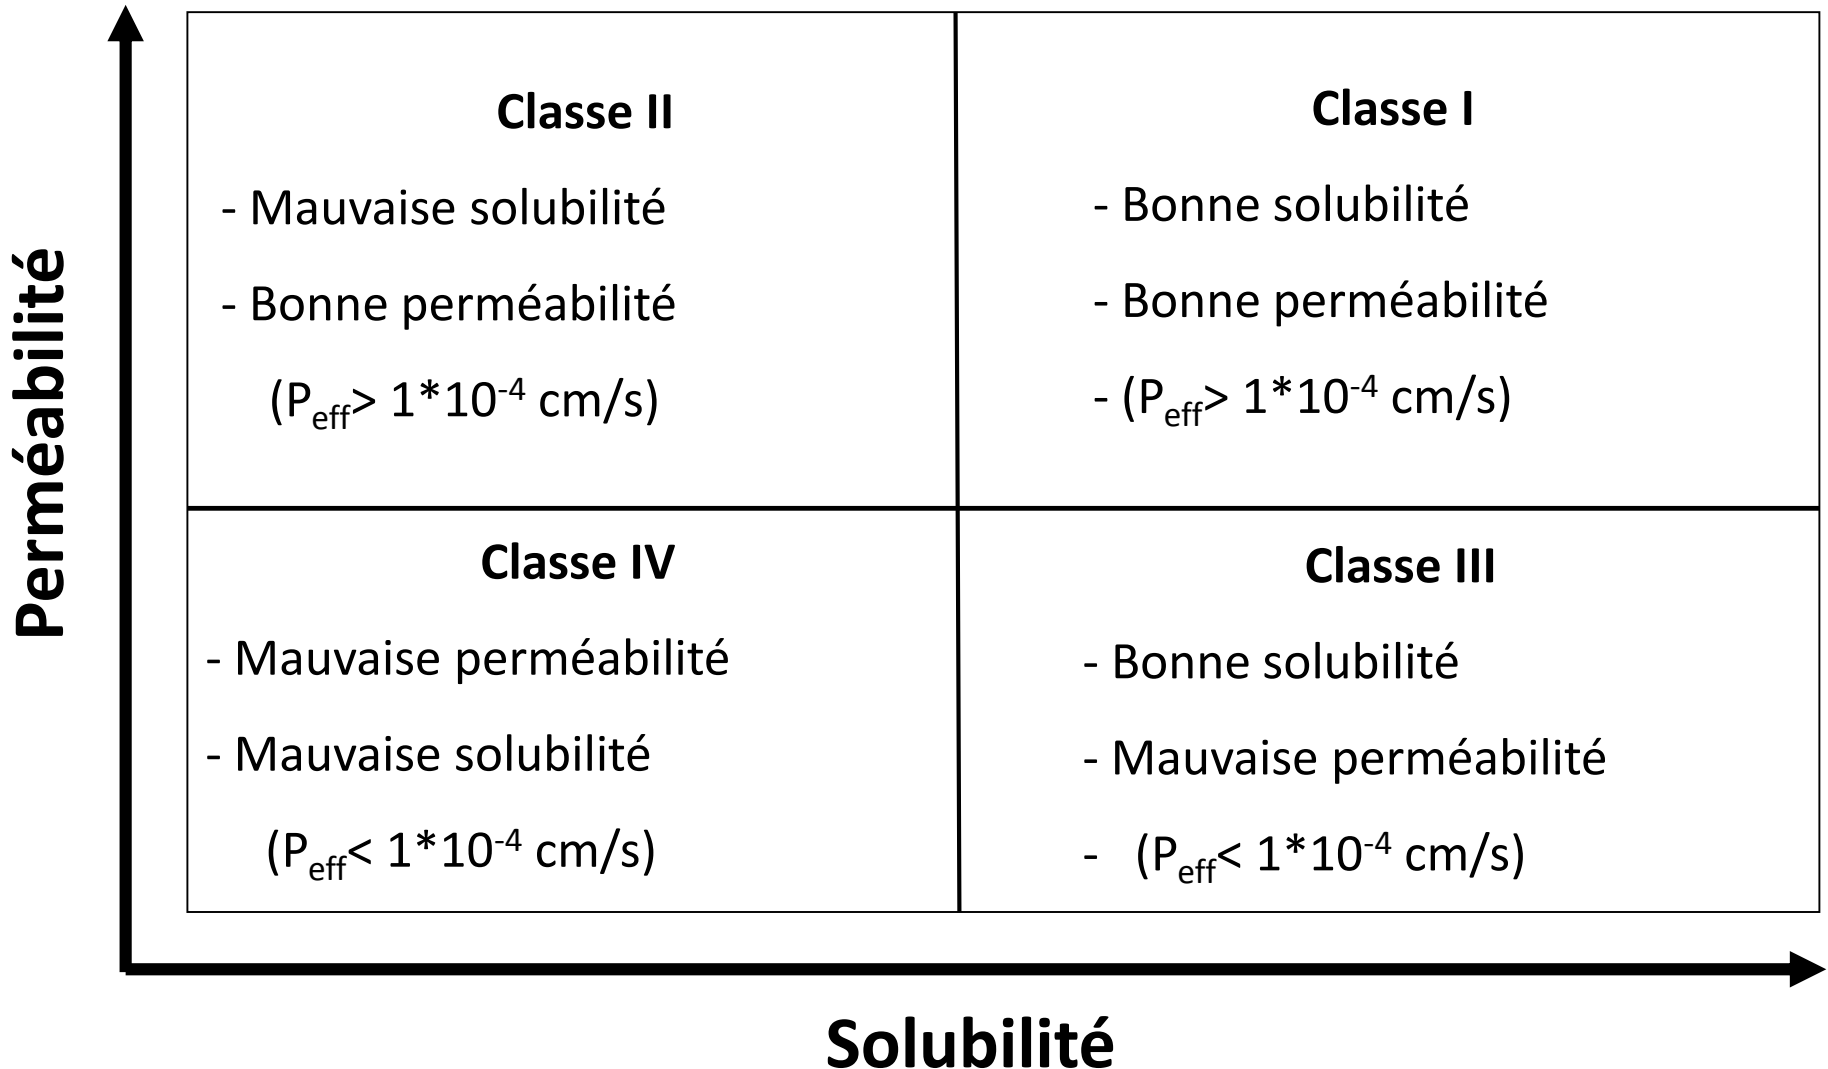 Perméabilité
Classe II
- Mauvaise solubilité
- Bonne perméabilité
(Peff> 1*10-4 cm/s)
Classe I
- Bonne solubilité
- Bonne perméabilité
- (Peff> 1*10-4 cm/s)
Classe IV
- Mauvaise perméabilité
- Mauvaise solubilité
(Peff< 1*10-4 cm/s)
Classe III
- Bonne solubilité
- Mauvaise perméabilité
- (Peff< 1*10-4 cm/s)
Solubilité